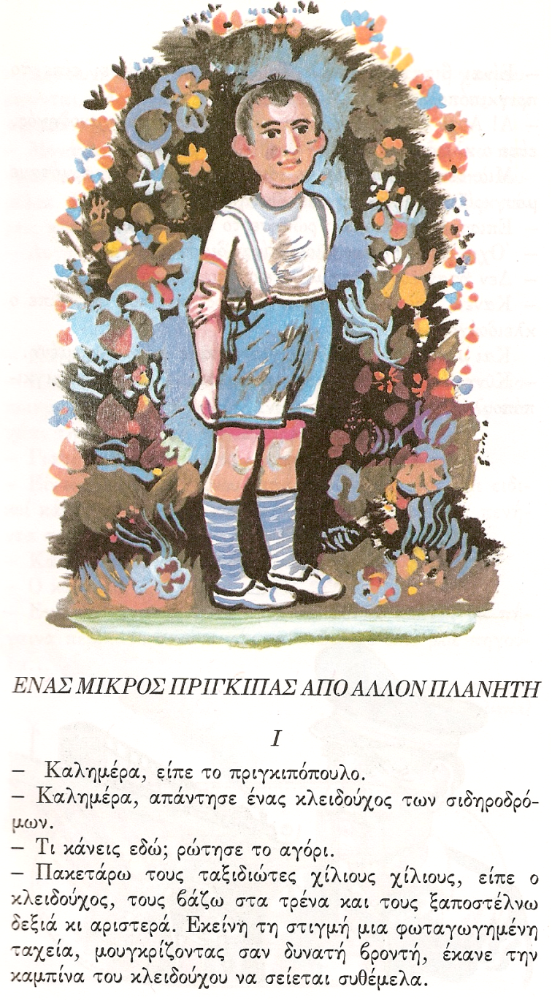 ΕΝΑΣ ΜΙΚΡΟΣ ΠΡΙΓΚΙΠΑΣ ΑΠΟ ΑΛΛΟΝ ΠΛΑΝΗΤΗ
I
– Καλημέρα, είπε το πριγκιπόπουλο.
– Καλημέρα, απάντησε ένας κλειδούχος των σιδηροδρό-
μων.
– Τι κάνεις εδώ; ρώτησε το αγόρι.
– Πακετάρω τους ταξιδιώτες χίλιους χίλιους, είπε ο
κλειδούχος, τους βάζω στα τρένα και τους ξαποστέλνω
δεξιά κι αριστερά. Εκείνη τη στιγμή μια φωταγωγημένη
ταχεία, μουγκρίζοντας σαν δυνατή βροντή, έκανε την
καμπίνα του κλειδούχου να σείεται συθέμελα.